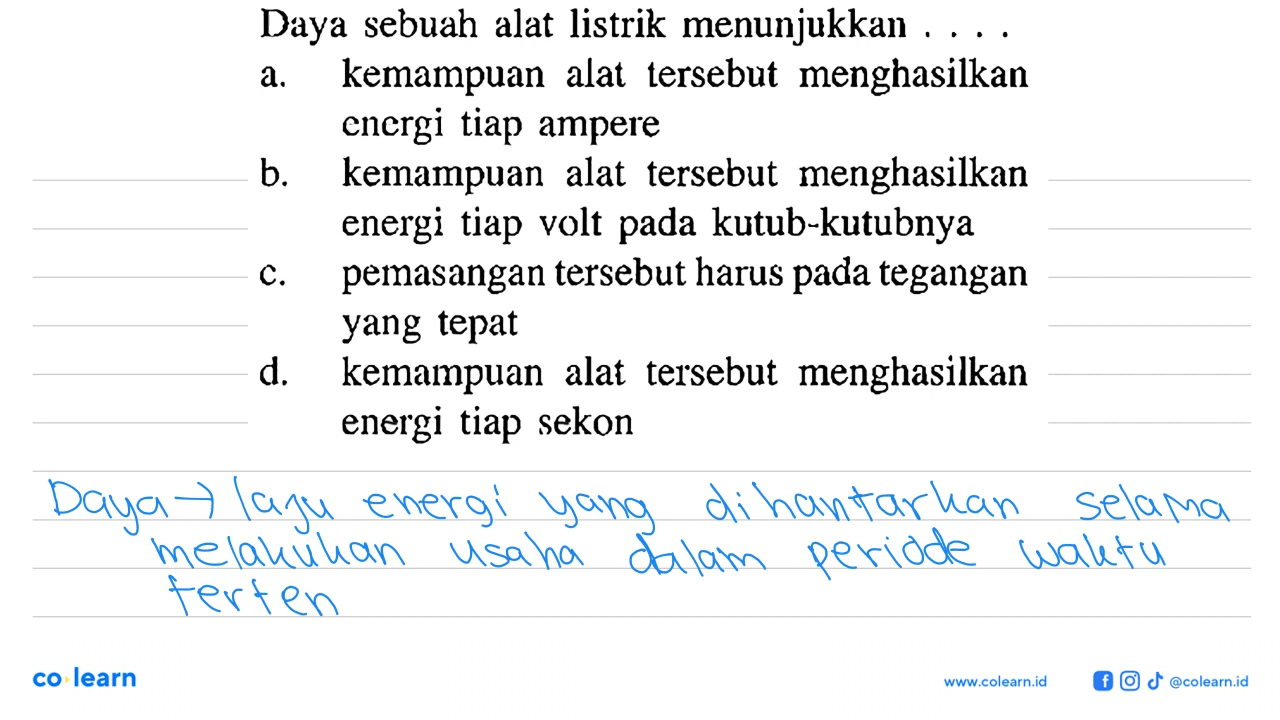 Daya sebuah alat listrik menunjukkan . . . .
a. kemampuan alat tersebut menghasilkan
energi tiap ampere
b. kemampuan alat tersebut menghasilkan
energi tiap volt pada kutub-kutubnya
c. pemasangan tersebut harus pada tegangan
yang tepat
d. kemampuan alat tersebut menghasilkan
energi tiap sekon
Daya → laju energi yang dihantarkan selama
melakukan usaha dalam periode waktu
terten
co learn
www.colearn.id @colearn.id